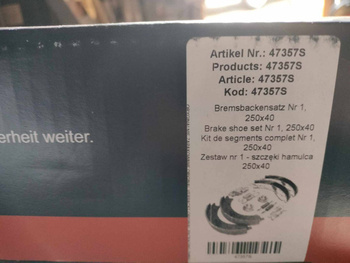 Artikel Nr.: 47357S
Products: 47357S
Article: 47357S
Kod: 47357S
Bremsbackensatz Nr 1,
250x40
Brake shoe set Nr 1, 250x40
Kit de segments complet Nr 1,
250x40
Zestaw nr 1 - szczęki hamulca
250x40
erheit weiter.